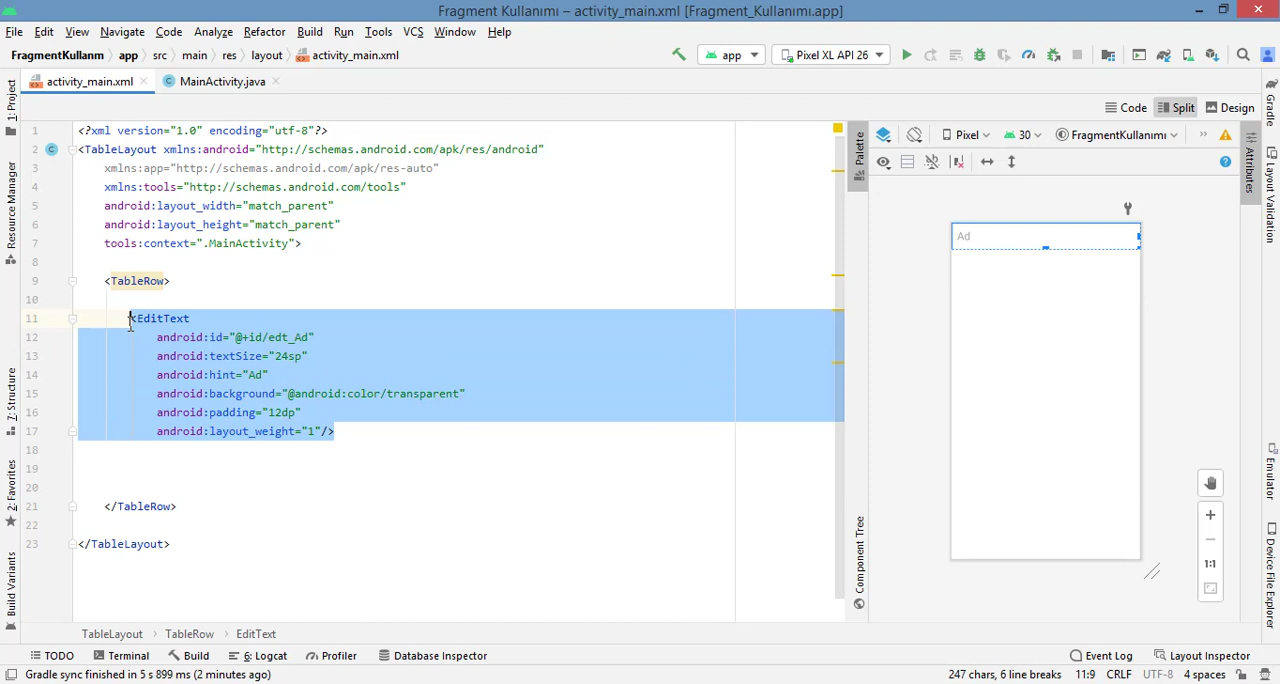 Fragment Kullanımı – activity_main.xml [Fragment_Kullanımı.app]
File Edit View Navigate Code Analyze Refactor Build Run Tools VCS Window Help
FragmentKullanm app src main res layout activity_main.xml app Pixel XL API 26
activity_main.xml MainActivity.java
Code Split Design
1: Project
Resource Manager
Z: Structure
2: Favorites
Build Variants
1 <?xml version="1.0" encoding="utf-8"?>
2 <TableLayout xmlns:android="http://schemas.android.com/apk/res/android"
3 xmlns:app="http://schemas.android.com/apk/res-auto"
4 xmlns:tools="http://schemas.android.com/tools"
5 android:layout_width="match_parent"
6 android:layout_height="match_parent"
7 tools:context=".MainActivity">
8
9 <TableRow>
10
11 <EditText
12 android:id="@+id/edt_Ad"
13 android:textSize="24sp"
14 android:hint="Ad"
15 android:background="@android:color/transparent"
16 android:padding="12dp"
17 android:layout_weight="1"/>
18
19
20
21 </TableRow>
22
23 </TableLayout>
Palette
Component Tree
Pixel 30 FragmentKullanımı
Ad
1:1
Attributes
Gradle
Layout Validation
Emulator
Device File Explorer
TableLayout TableRow EditText
TODO Terminal Build 6: Logcat Profiler Database Inspector Event Log Layout Inspector
Gradle sync finished in 5 s 899 ms (2 minutes ago) 247 chars, 6 line breaks 11:9 CRLF UTF-8 4 spaces